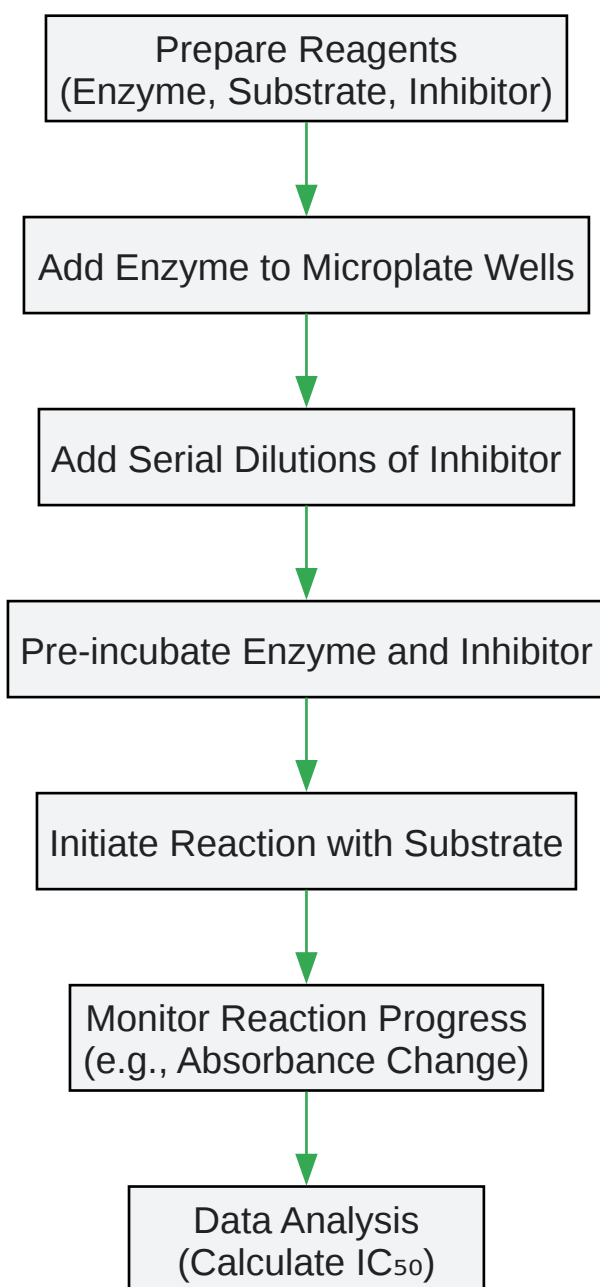 Prepare Reagents
(Enzyme, Substrate, Inhibitor)
Add Enzyme to Microplate Wells
Add Serial Dilutions of Inhibitor
Pre-incubate Enzyme and Inhibitor
Initiate Reaction with Substrate
Monitor Reaction Progress
(e.g., Absorbance Change)
Data Analysis
(Calculate IC₅₀)